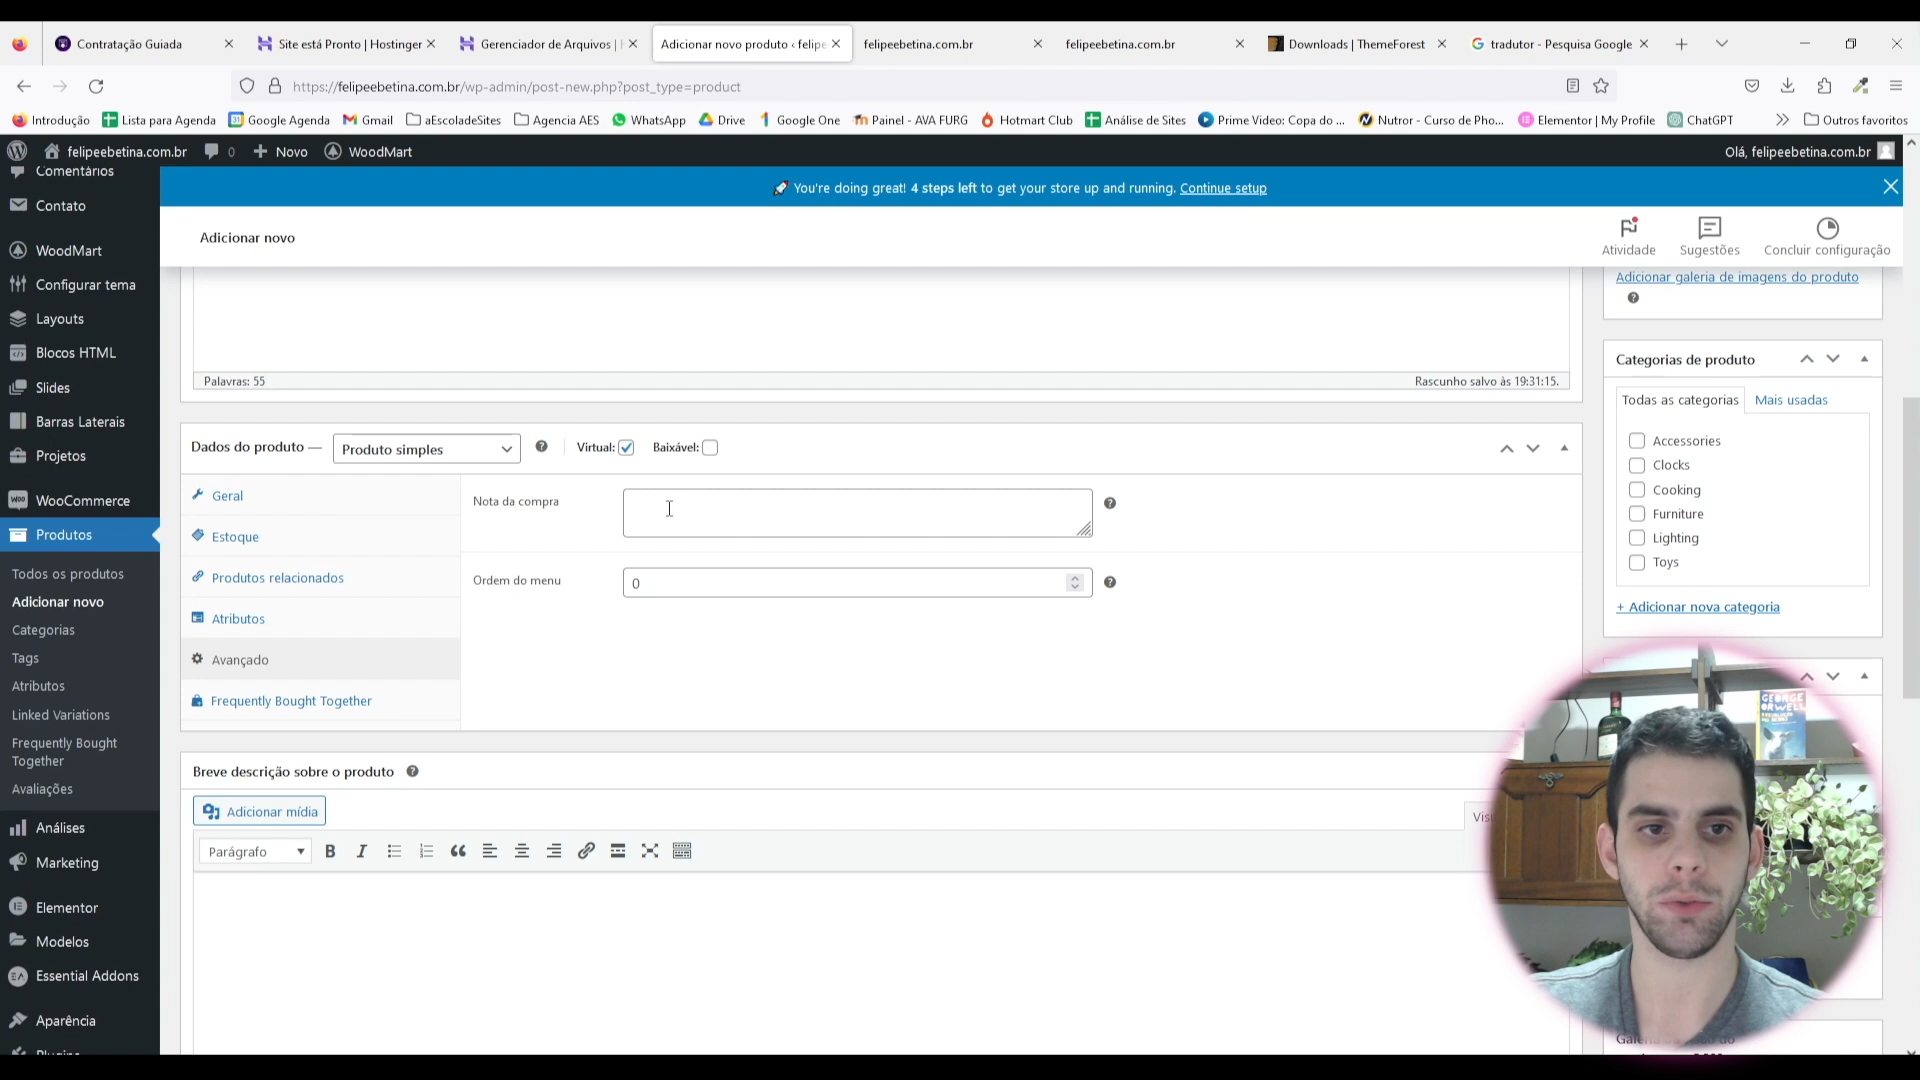 Contratação Guiada
Site está Pronto | Hostinger
Gerenciador de Arquivos |
Adicionar novo produto ‹ felipe
felipeebetina.com.br
felipeebetina.com.br
Downloads | ThemeForest
tradutor - Pesquisa Google
https://felipeebetina.com.br/wp-admin/post-new.php?post_type=product
Introdução
Lista para Agenda
Google Agenda
Gmail
aEscoladeSites
Agencia AES
WhatsApp
Drive
Google One
Painel - AVA FURG
Hotmart Club
Análise de Sites
Prime Video: Copa do ...
Nutror - Curso de Pho...
Elementor | My Profile
ChatGPT
Outros favoritos
felipeebetina.com.br
0
Novo
WoodMart
Olá, felipeebetina.com.br
Comentários
Contato
WoodMart
Configurar tema
Layouts
Blocos HTML
Slides
Barras Laterais
Projetos
WooCommerce
Produtos
Todos os produtos
Adicionar novo
Categorias
Tags
Atributos
Linked Variations
Frequently Bought
Together
Avaliações
Análises
Marketing
Elementor
Modelos
Essential Addons
Aparência
You're doing great! 4 steps left to get your store up and running. Continue setup
Adicionar novo
Atividade
Sugestões
Concluir configuração
Palavras: 55
Rascunho salvo às 19:31:15.
Dados do produto —
Produto simples
Virtual:
Baixável:
Geral
Estoque
Produtos relacionados
Atributos
Avançado
Frequently Bought Together
Nota da compra
Ordem do menu
0
Breve descrição sobre o produto
Adicionar mídia
Visu
Parágrafo
Adicionar galeria de imagens do produto
Categorias de produto
Todas as categorias
Mais usadas
Accessories
Clocks
Cooking
Furniture
Lighting
Toys
+ Adicionar nova categoria
GEORGE
ORWELL